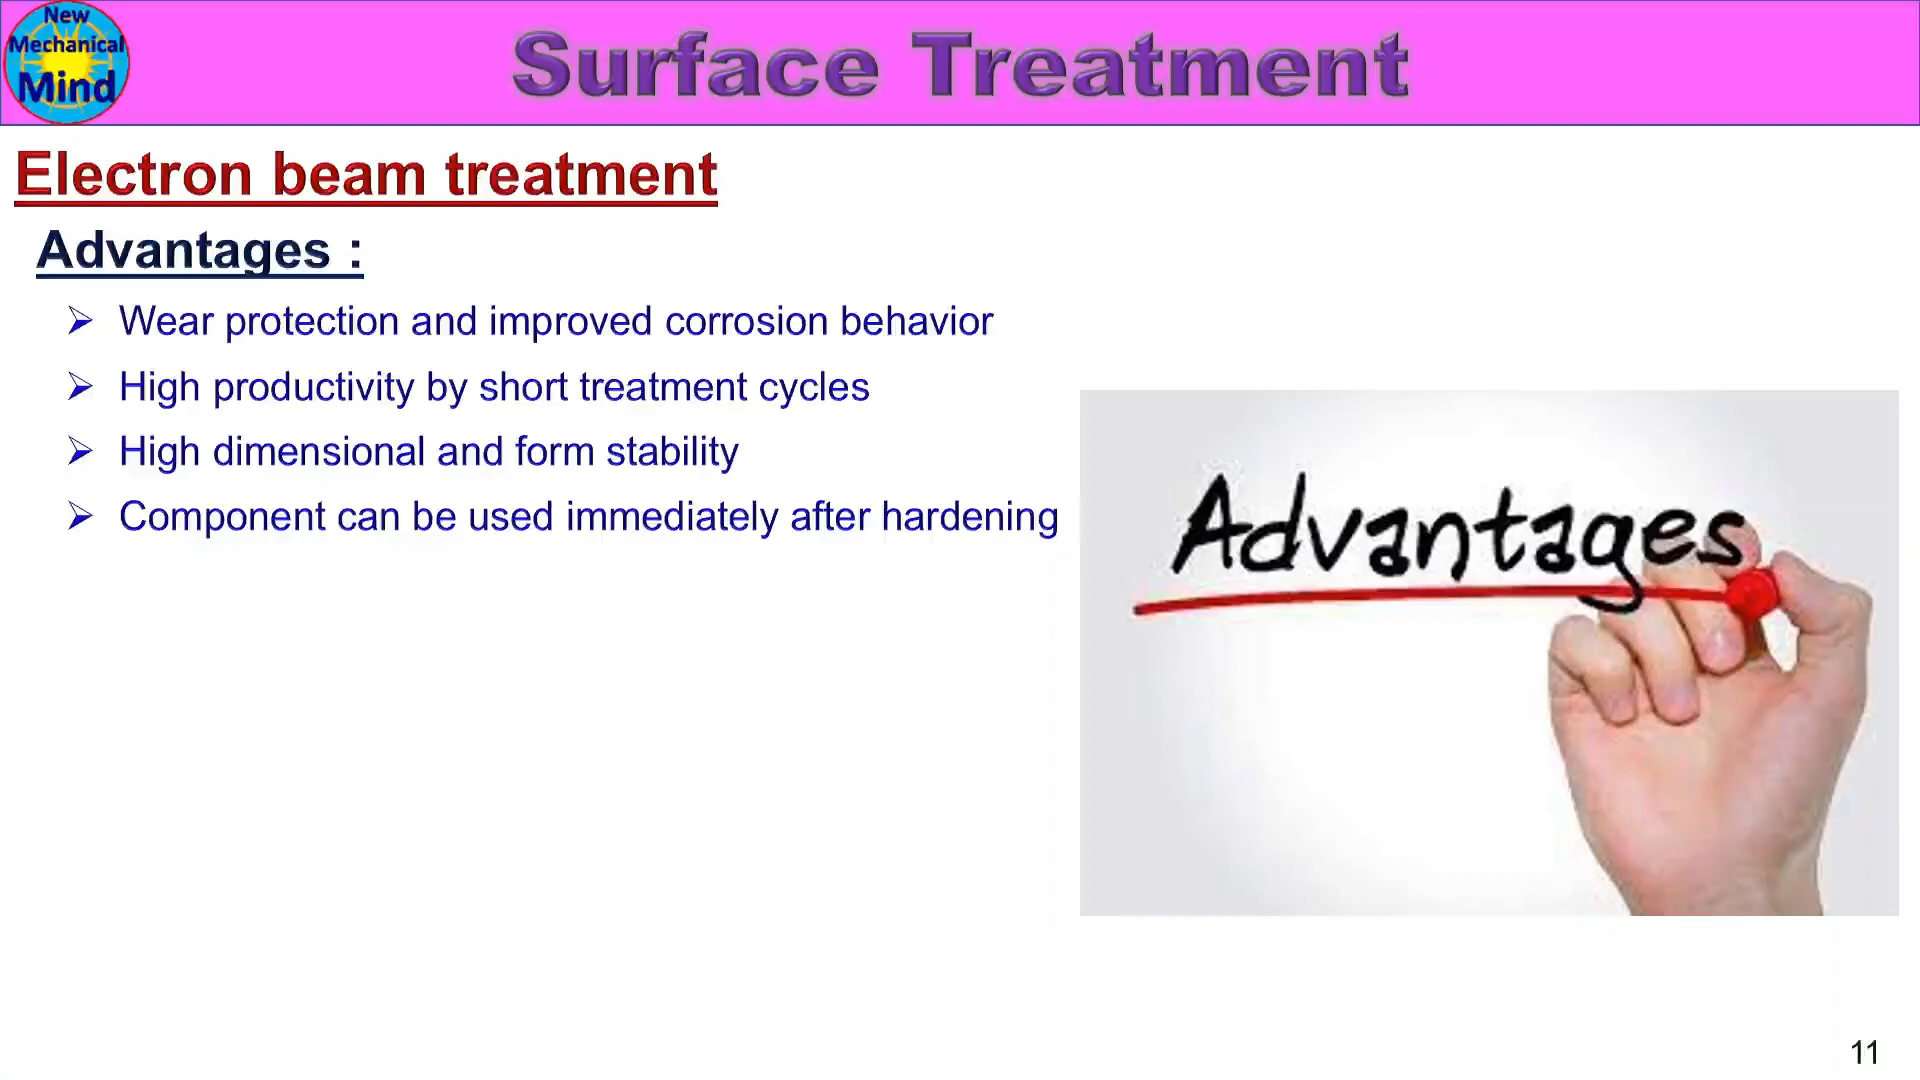 New
Mechanical
Mind
Surface Treatment
Electron beam treatment
Advantages :
➢ Wear protection and improved corrosion behavior
➢ High productivity by short treatment cycles
➢ High dimensional and form stability
➢ Component can be used immediately after hardening
Advantages
11